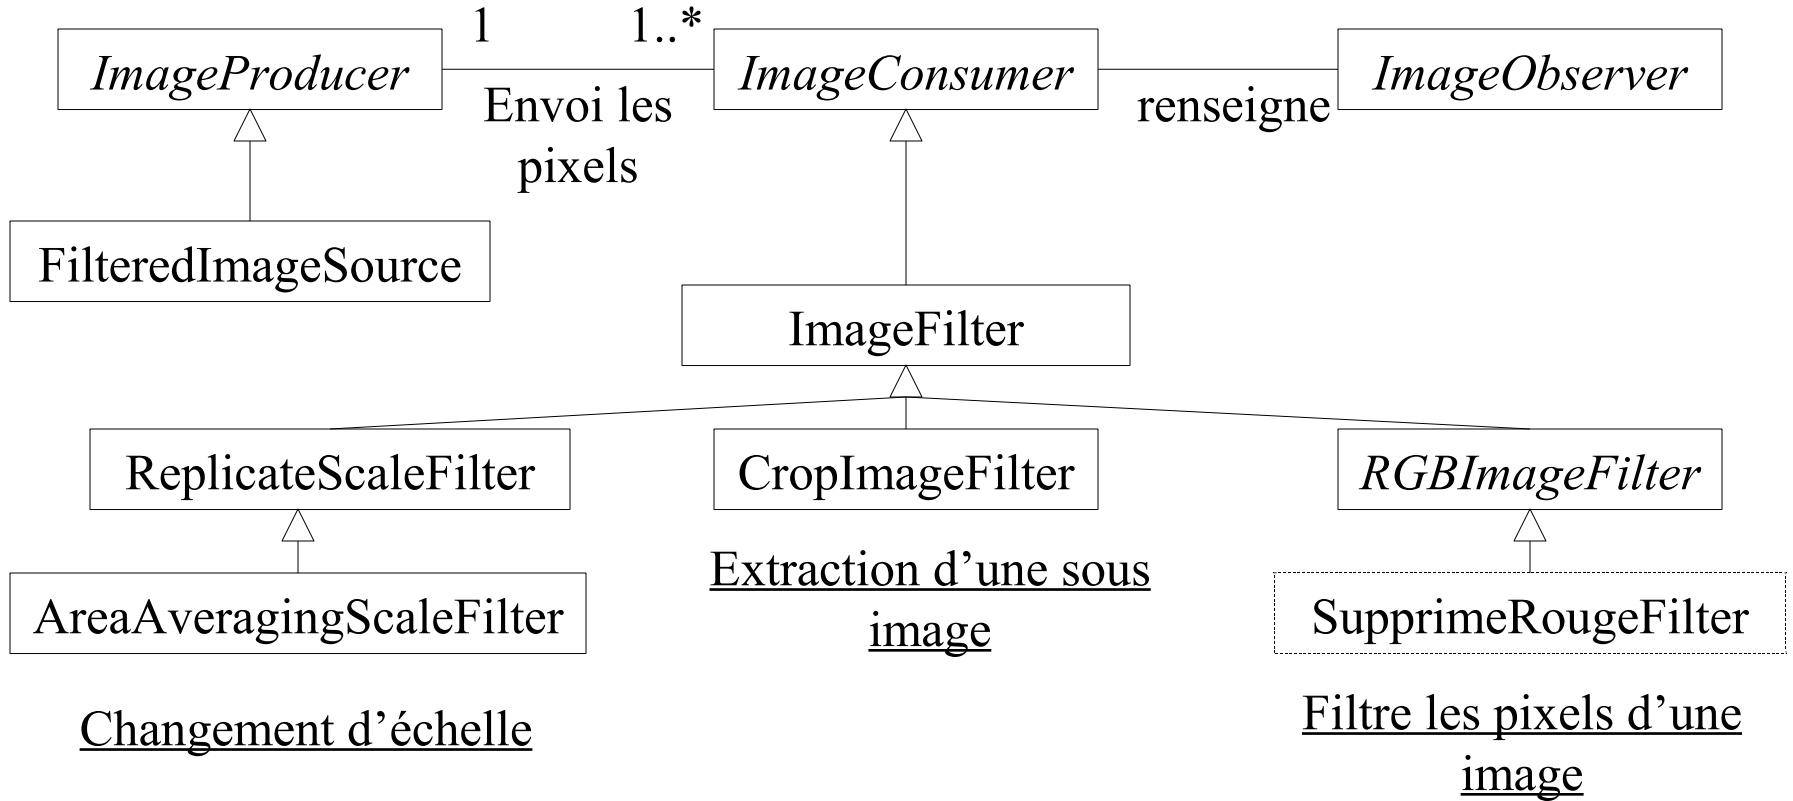 1
1..*
ImageProducer
ImageConsumer
ImageObserver
Envoi les
pixels
renseigne
FilteredImageSource
ImageFilter
ReplicateScaleFilter
CropImageFilter
RGBImageFilter
Extraction d’une sous
image
AreaAveragingScaleFilter
SupprimeRougeFilter
Changement d’échelle
Filtre les pixels d’une
image